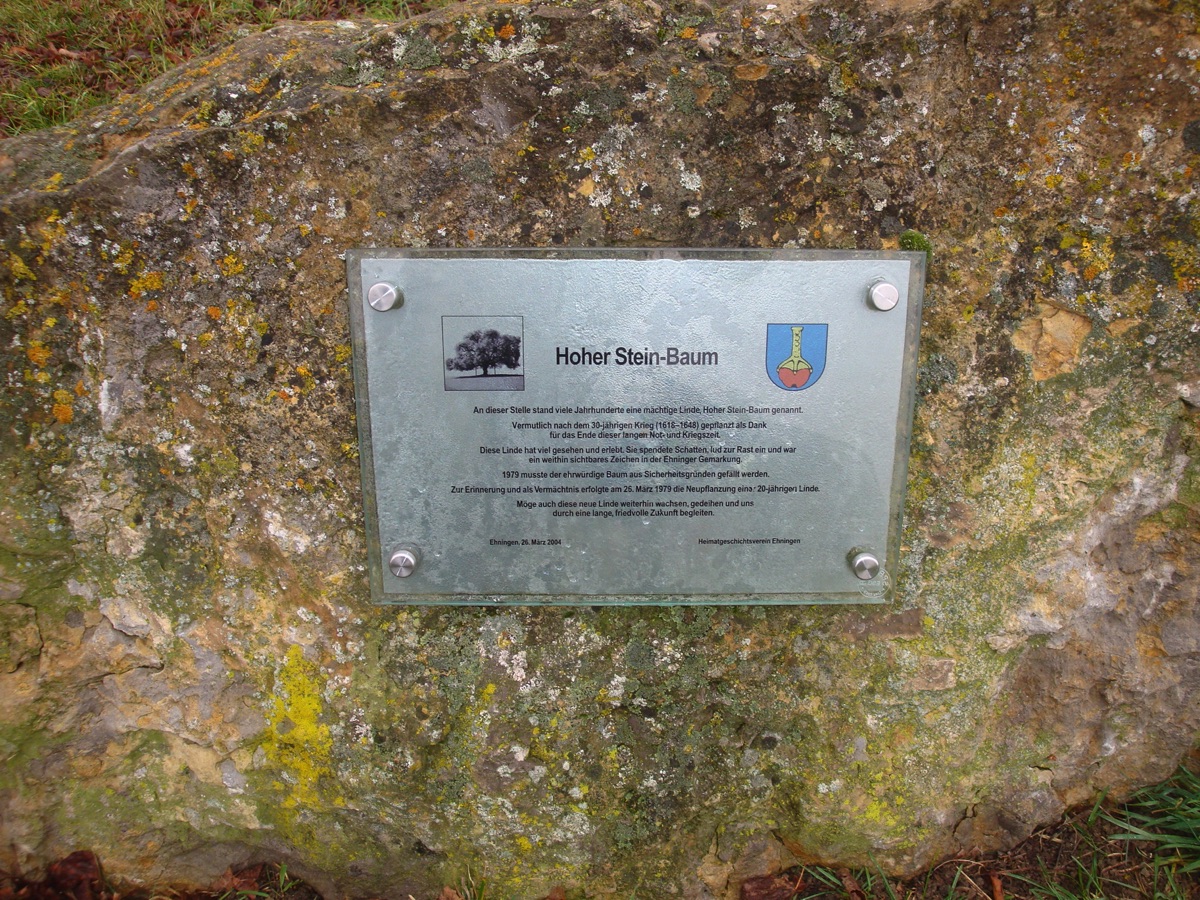 Hoher Stein-Baum
An dieser Stelle stand viele Jahrhunderte eine mächtige Linde, Hoher Stein-Baum genannt.
Vermutlich nach dem 30-jährigen Krieg (1618–1648) gepflanzt als Dank
für das Ende dieser langen Not- und Kriegszeit.
Diese Linde hat viel gesehen und erlebt. Sie spendete Schatten, lud zur Rast ein und war
ein weithin sichtbares Zeichen in der Ehninger Gemarkung.
1979 musste der ehrwürdige Baum aus Sicherheitsgründen gefällt werden.
Zur Erinnerung und als Vermächtnis erfolgte am 26. März 1979 die Neupflanzung einer 20-jährigen Linde.
Möge auch diese neue Linde weiterhin wachsen, gedeihen und uns
durch eine lange, friedvolle Zukunft begleiten.
Ehningen, 26. März 2004 Heimatgeschichtsverein Ehningen